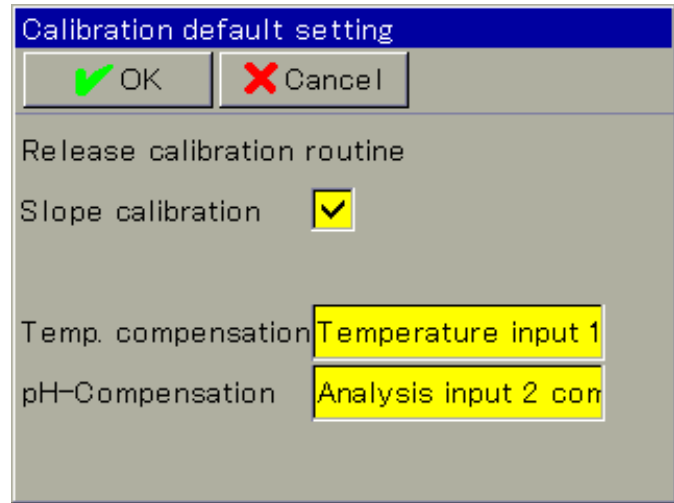 Calibration default setting
OK Cancel
Release calibration routine
Slope calibration
Temp. compensation Temperature input 1
pH-Compensation Analysis input 2 com